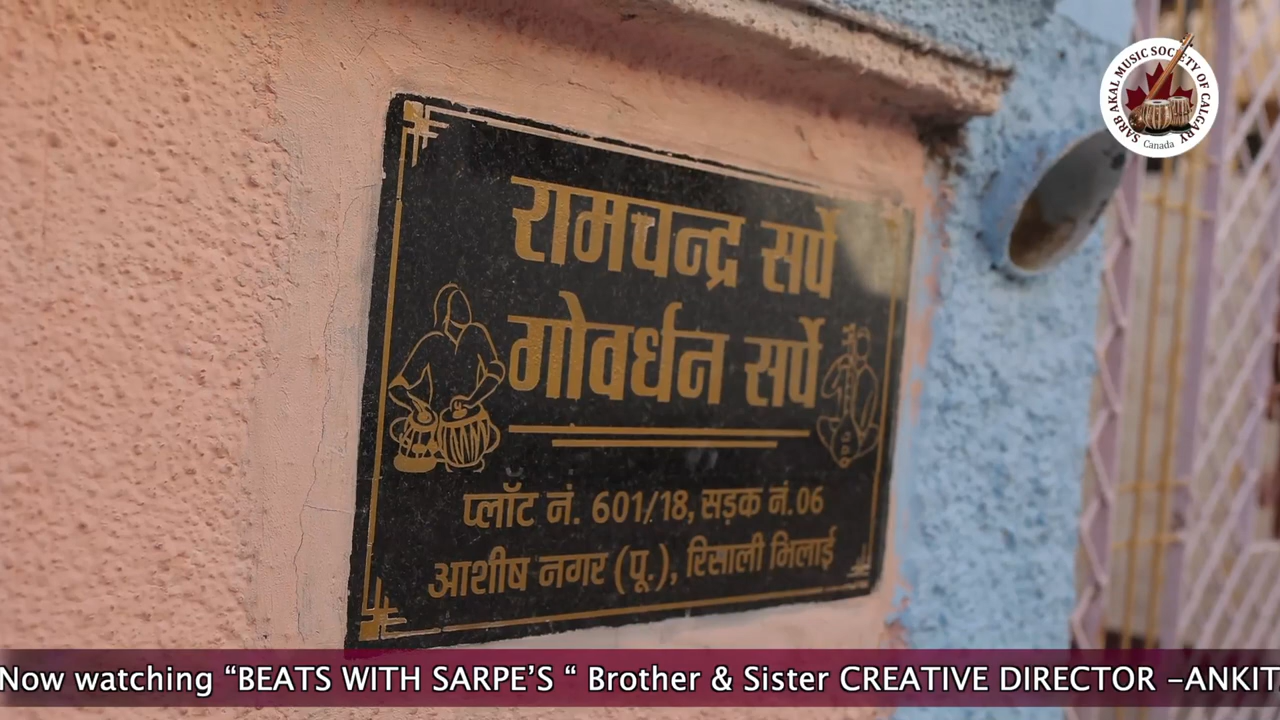 SARB AKAL MUSIC SOCIETY OF CALGARY
Canada
रामचन्द्र सर्पे
गोवर्धन सर्पे
प्लॉट नं. 601/18, सड़क नं.06
आशीष नगर (पू.), रिसाली भिलाई
Now watching “BEATS WITH SARPE’S “ Brother & Sister CREATIVE DIRECTOR -ANKIT